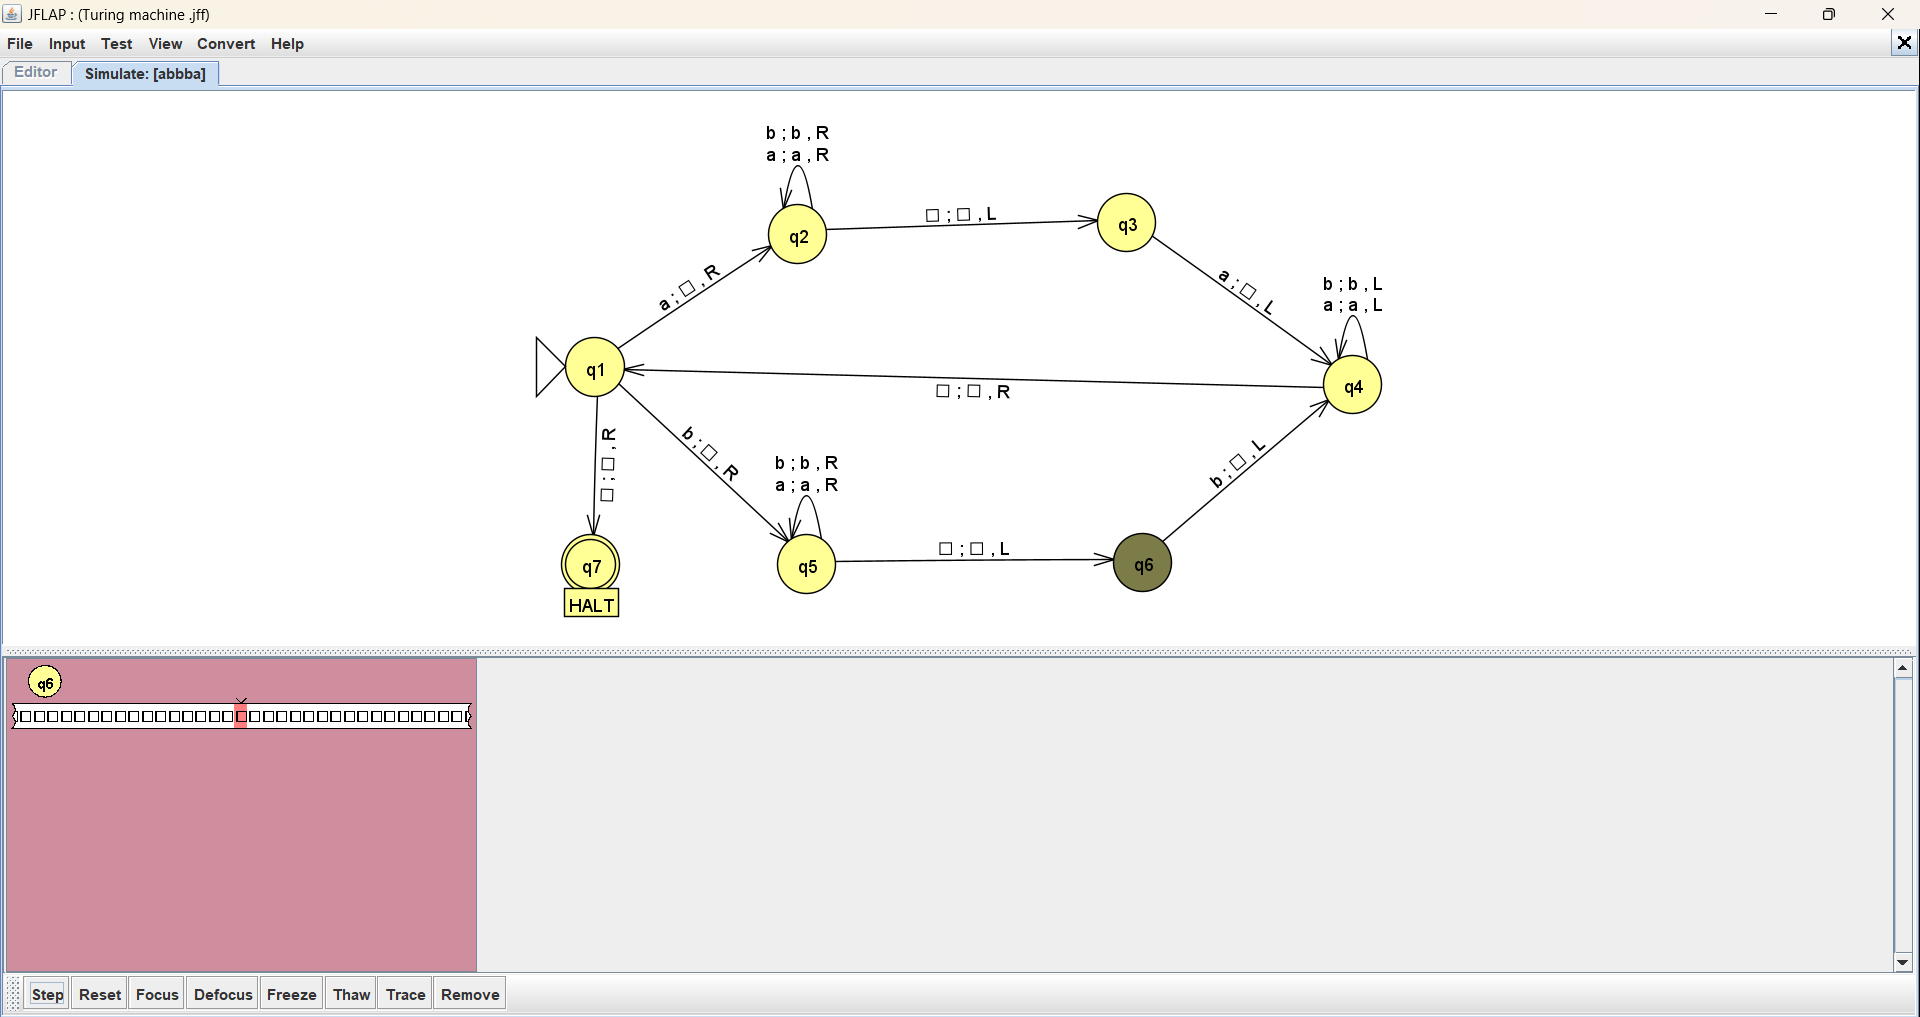 JFLAP : (Turing machine .jff)
File Input Test View Convert Help
Editor Simulate: [abbba]
b ; b , R
a ; a , R
q2
□ ; □ , L
q3
a ; □ , R
a ; □ , L
b ; b , L
a ; a , L
q1
□ ; □ , R
q4
□ ; □ , R
b ; □ , R
b ; b , R
a ; a , R
b ; □ , L
q7
HALT
q5
□ ; □ , L
q6
q6
Step Reset Focus Defocus Freeze Thaw Trace Remove